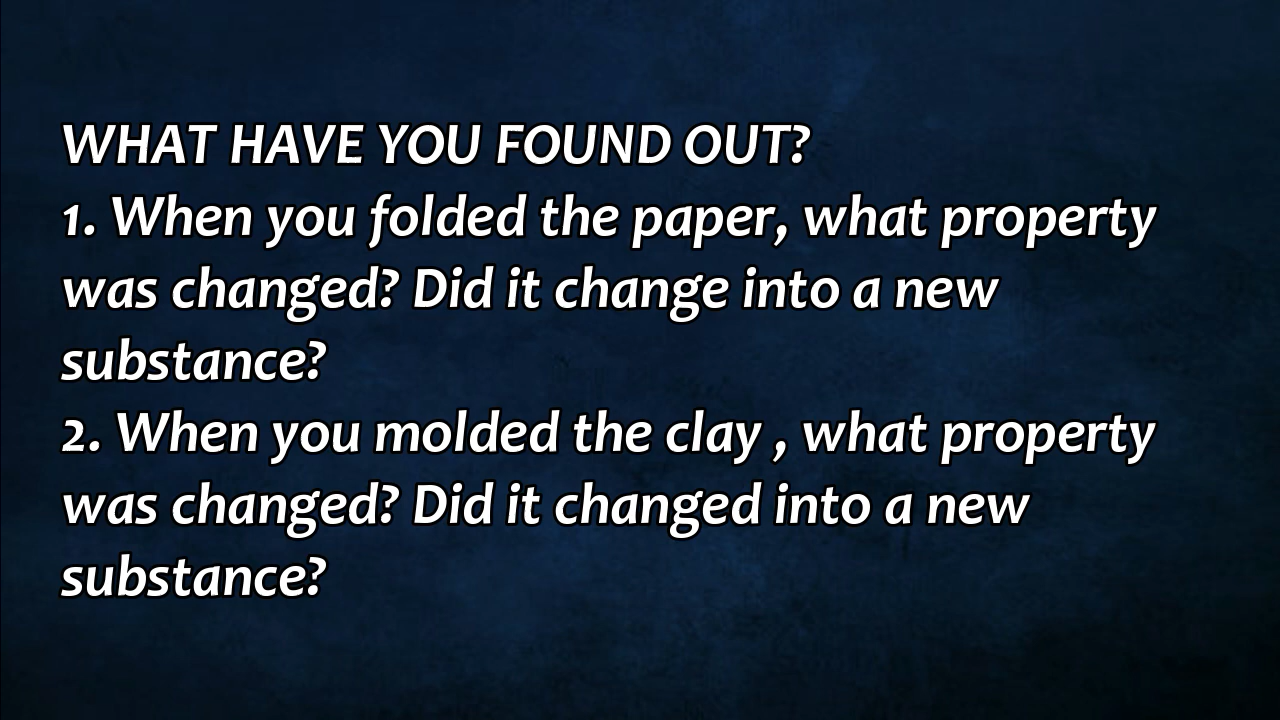 WHAT HAVE YOU FOUND OUT?
1. When you folded the paper, what property
was changed? Did it change into a new
substance?
2. When you molded the clay , what property
was changed? Did it changed into a new
substance?